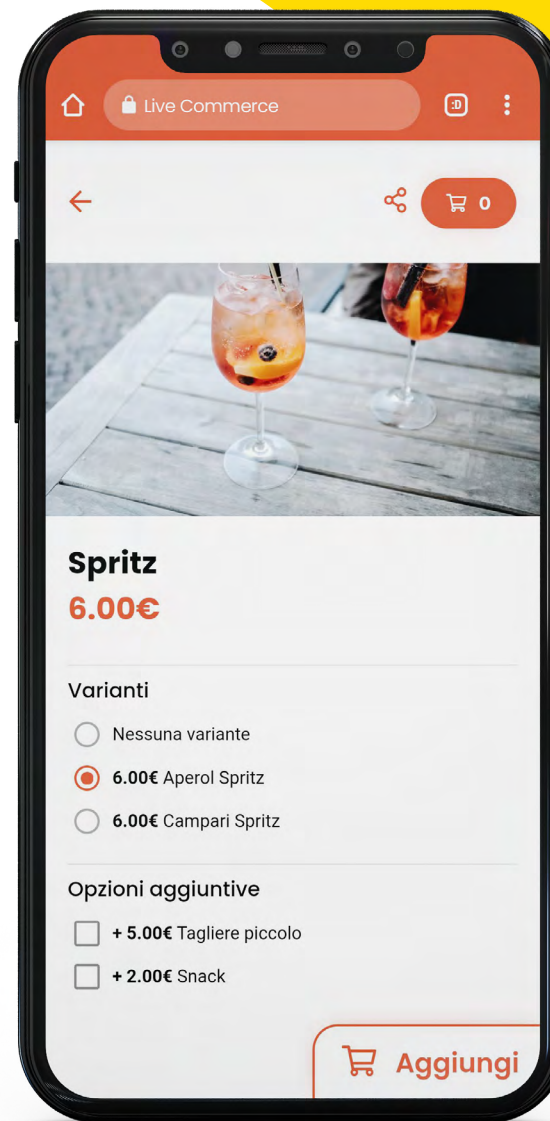 Live Commerce
:D
0
Spritz
6.00€
Varianti
Nessuna variante
6.00€ Aperol Spritz
6.00€ Campari Spritz
Opzioni aggiuntive
+ 5.00€ Tagliere piccolo
+ 2.00€ Snack
Aggiungi